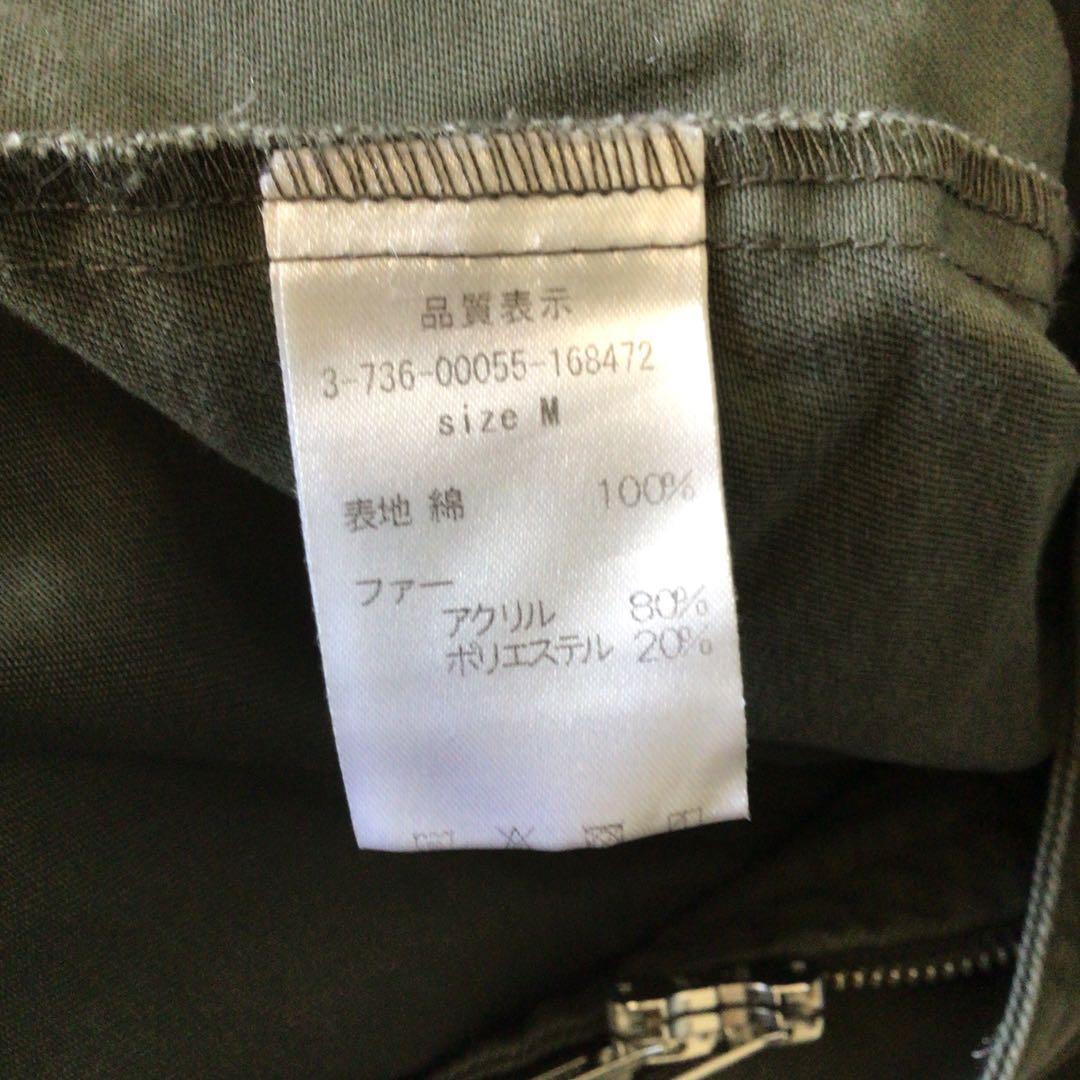 品質表示
3-736-00055-168472
size M
表地 綿 100%
ファー
アクリル 80%
ポリエステル 20%